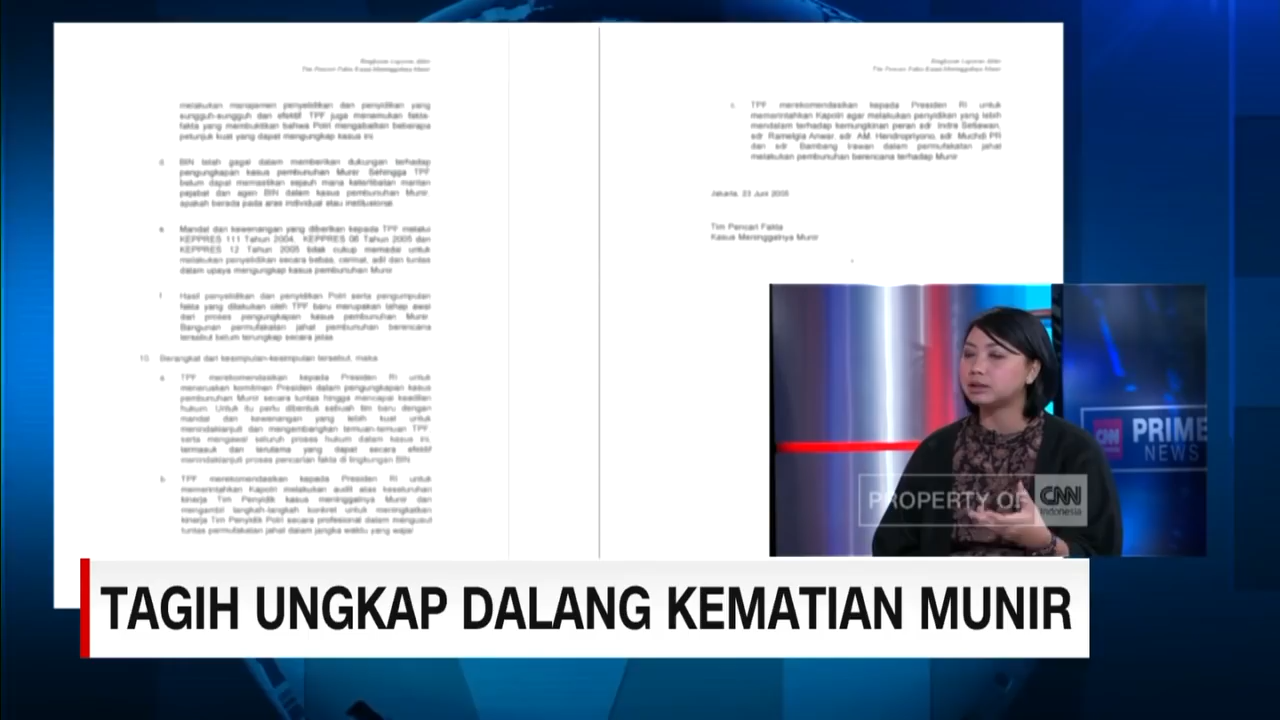 Ringkasan Laporan Akhir
Tim Pencari Fakta Kasus Meninggalnya Munir
melakukan manajemen penyelidikan dan penyidikan yang
sungguh-sungguh dan efektif. TPF juga menemukan fakta-
fakta yang membuktikan bahwa Polri mengabaikan beberapa
petunjuk kuat yang dapat mengungkap kasus ini
d. BIN telah gagal dalam memberikan dukungan terhadap
pengungkapan kasus pembunuhan Munir. Sehingga TPF
belum dapat memastikan sejauh mana keterlibatan mantan
pejabat dan agen BIN dalam kasus pembunuhan Munir
apakah berada pada aras individual atau institusional.
e. Mandat dan kewenangan yang diberikan kepada TPF melalui
KEPPRES 111 Tahun 2004, KEPPRES 06 Tahun 2005 dan
KEPPRES 12 Tahun 2005 tidak cukup memadai untuk
melakukan penyelidikan secara bebas, cermat, adil dan tuntas
dalam upaya mengungkap kasus pembunuhan Munir
f. Hasil penyelidikan dan penyidikan Polri serta pengumpulan
fakta yang dilakukan oleh TPF baru merupakan tahap awal
dari proses pengungkapan kasus pembunuhan Munir.
Bangunan permufakatan jahat pembunuhan berencana
tersebut belum terungkap secara jelas
10. Berangkat dari kesimpulan-kesimpulan tersebut, maka
a. TPF merekomendasikan kepada Presiden RI untuk
meneruskan komitmen Presiden dalam pengungkapan kasus
pembunuhan Munir secara tuntas hingga mencapai keadilan
hukum. Untuk itu perlu dibentuk sebuah tim baru dengan
mandat dan kewenangan yang lebih kuat untuk
menindaklanjuti dan mengembangkan temuan-temuan TPF,
serta mengawal seluruh proses hukum dalam kasus ini,
termasuk dan terutama yang dapat secara efektif
menindaklanjuti proses pencarian fakta di lingkungan BIN
b. TPF merekomendasikan kepada Presiden RI untuk
memerintahkan Kapolri melakukan audit atas keseluruhan
kinerja Tim Penyidik kasus meninggalnya Munir dan
mengambil langkah-langkah konkret untuk meningkatkan
kinerja Tim Penyidik Polri secara profesional dalam mengusut
tuntas permufakatan jahat dalam jangka waktu yang wajar
Ringkasan Laporan Akhir
Tim Pencari Fakta Kasus Meninggalnya Munir
c. TPF merekomendasikan kepada Presiden RI untuk
memerintahkan Kapolri agar melakukan penyidikan yang lebih
mendalam terhadap kemungkinan peran sdr. Indra Setiawan,
sdr Ramelgia Anwar, sdr AM. Hendropriyono, sdr Muchdi PR
dan sdr Bambang Irawan dalam permufakatan jahat
melakukan pembunuhan berencana terhadap Munir
Jakarta, 23 Juni 2005
Tim Pencari Fakta
Kasus Meninggalnya Munir
CNN PRIME
NEWS
PROPERTY OF CNN
Indonesia
TAGIH UNGKAP DALANG KEMATIAN MUNIR